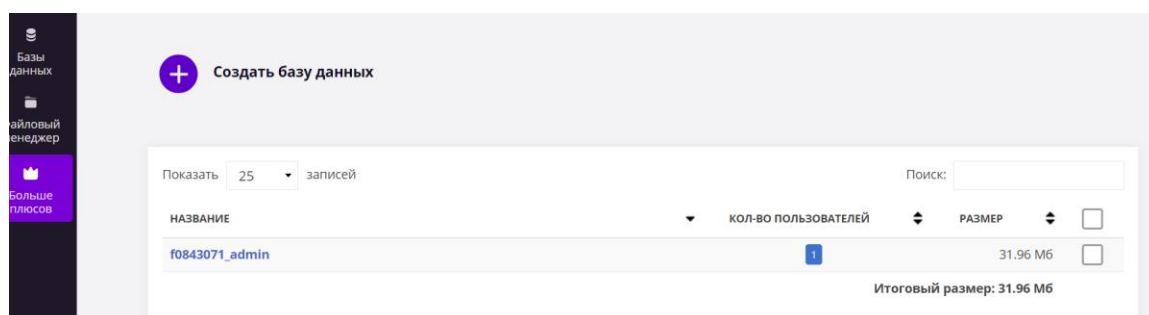 Базы
данных
айловый
енеджер
Больше
плюсов
Создать базу данных
Показать 25 записей Поиск:
НАЗВАНИЕ КОЛ-ВО ПОЛЬЗОВАТЕЛЕЙ РАЗМЕР
f0843071_admin 1 31.96 Мб
Итоговый размер: 31.96 Мб